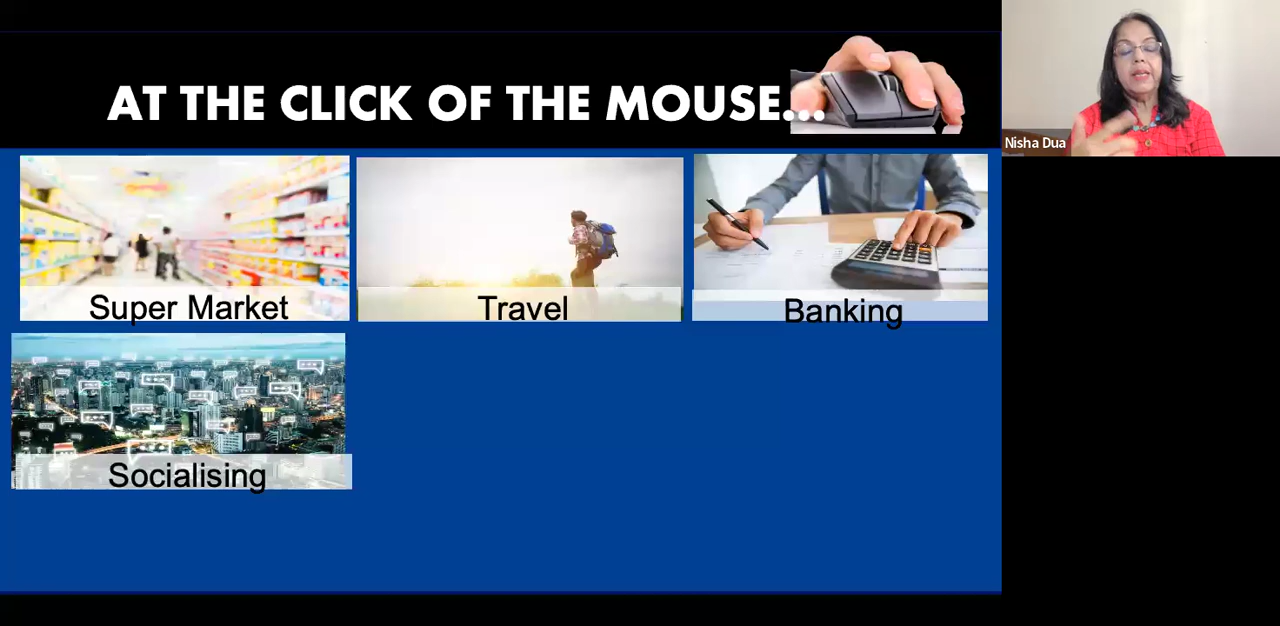 AT THE CLICK OF THE MOUSE...
Nisha Dua
Super Market
Travel
Banking
Socialising